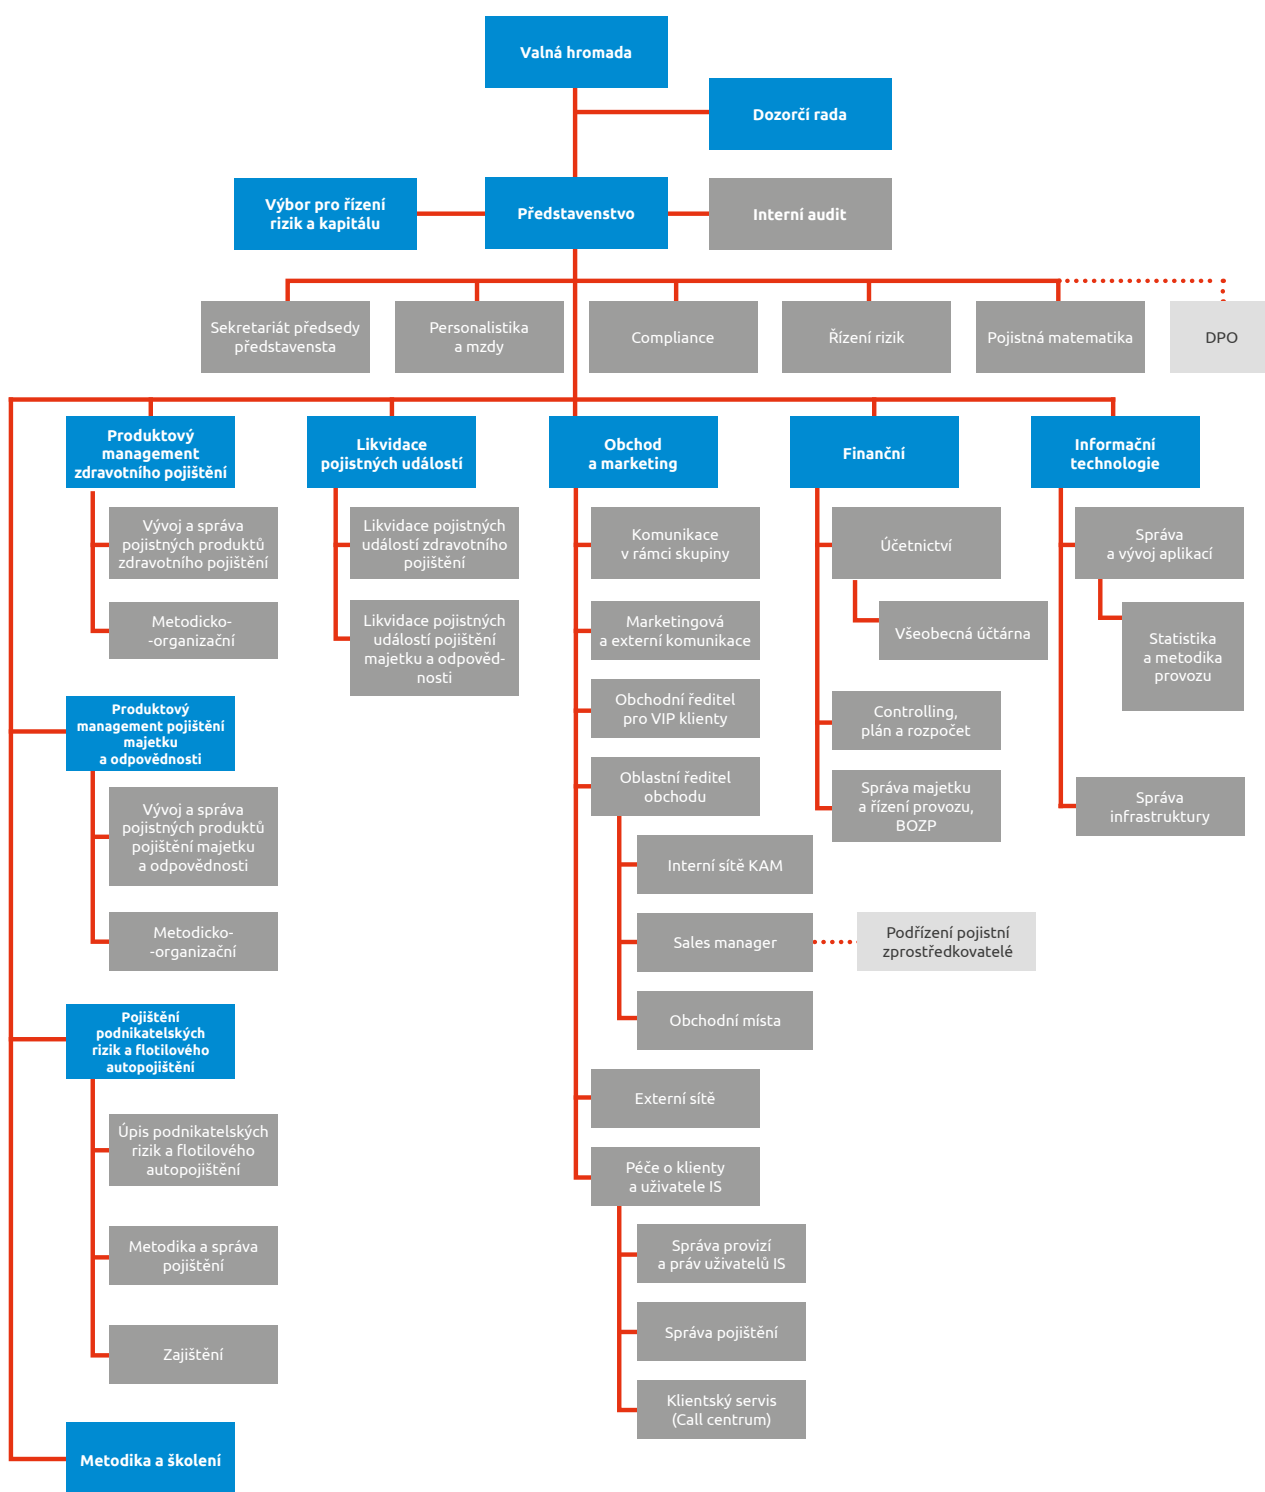 Valná hromada
Dozorčí rada
Výbor pro řízení
rizik a kapitálu
Představenstvo
Interní audit
Sekretariát předsedy
představensta
Personalistika
a mzdy
Compliance
Řízení rizik
Pojistná matematika
DPO
Produktový
management
zdravotního pojištění
Vývoj a správa
pojistných produktů
zdravotního pojištění
Metodicko-
-organizační
Produktový
management pojištění
majetku
a odpovědnosti
Vývoj a správa
pojistných produktů
pojištění majetku
a odpovědnosti
Metodicko-
-organizační
Pojištění
podnikatelských
rizik a flotilového
autopojištění
Úpis podnikatelských
rizik a flotilového
autopojištění
Metodika a správa
pojištění
Zajištění
Metodika a školení
Likvidace
pojistných událostí
Likvidace pojistných
událostí zdravotního
pojištění
Likvidace pojistných
událostí pojištění
majetku a odpověd-
nosti
Obchod
a marketing
Komunikace
v rámci skupiny
Marketingová
a externí komunikace
Obchodní ředitel
pro VIP klienty
Oblastní ředitel
obchodu
Interní sítě KAM
Sales manager
Podřízení pojistní
zprostředkovatelé
Obchodní místa
Externí sítě
Péče o klienty
a uživatele IS
Správa provizí
a práv uživatelů IS
Správa pojištění
Klientský servis
(Call centrum)
Finanční
Účetnictví
Všeobecná účtárna
Controlling,
plán a rozpočet
Správa majetku
a řízení provozu,
BOZP
Informační
technologie
Správa
a vývoj aplikací
Statistika
a metodika
provozu
Správa
infrastruktury